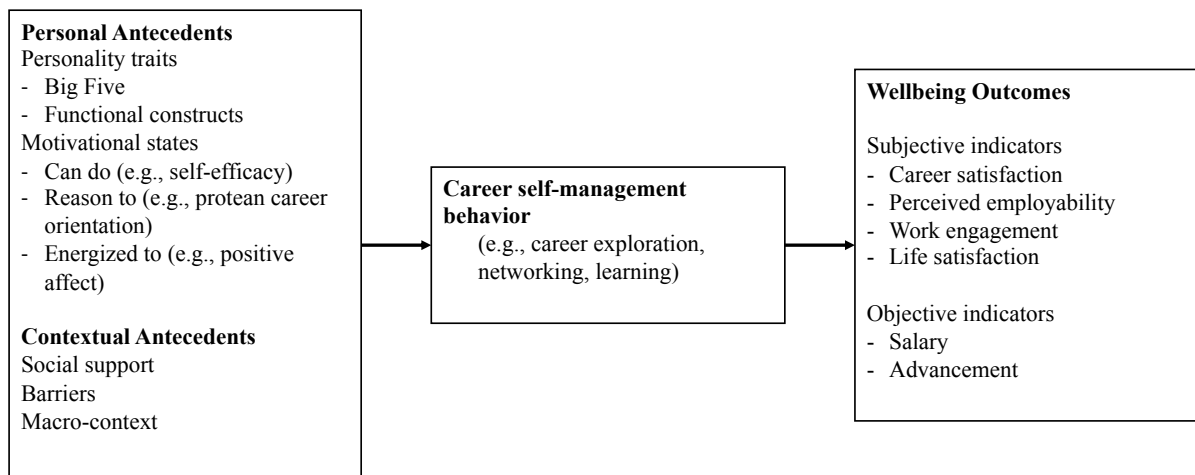 Personal Antecedents
Personality traits
- Big Five
- Functional constructs
Motivational states
- Can do (e.g., self-efficacy)
- Reason to (e.g., protean career
orientation)
- Energized to (e.g., positive
affect)
Contextual Antecedents
Social support
Barriers
Macro-context
Career self-management
behavior
(e.g., career exploration,
networking, learning)
Wellbeing Outcomes
Subjective indicators
- Career satisfaction
- Perceived employability
- Work engagement
- Life satisfaction
Objective indicators
- Salary
- Advancement